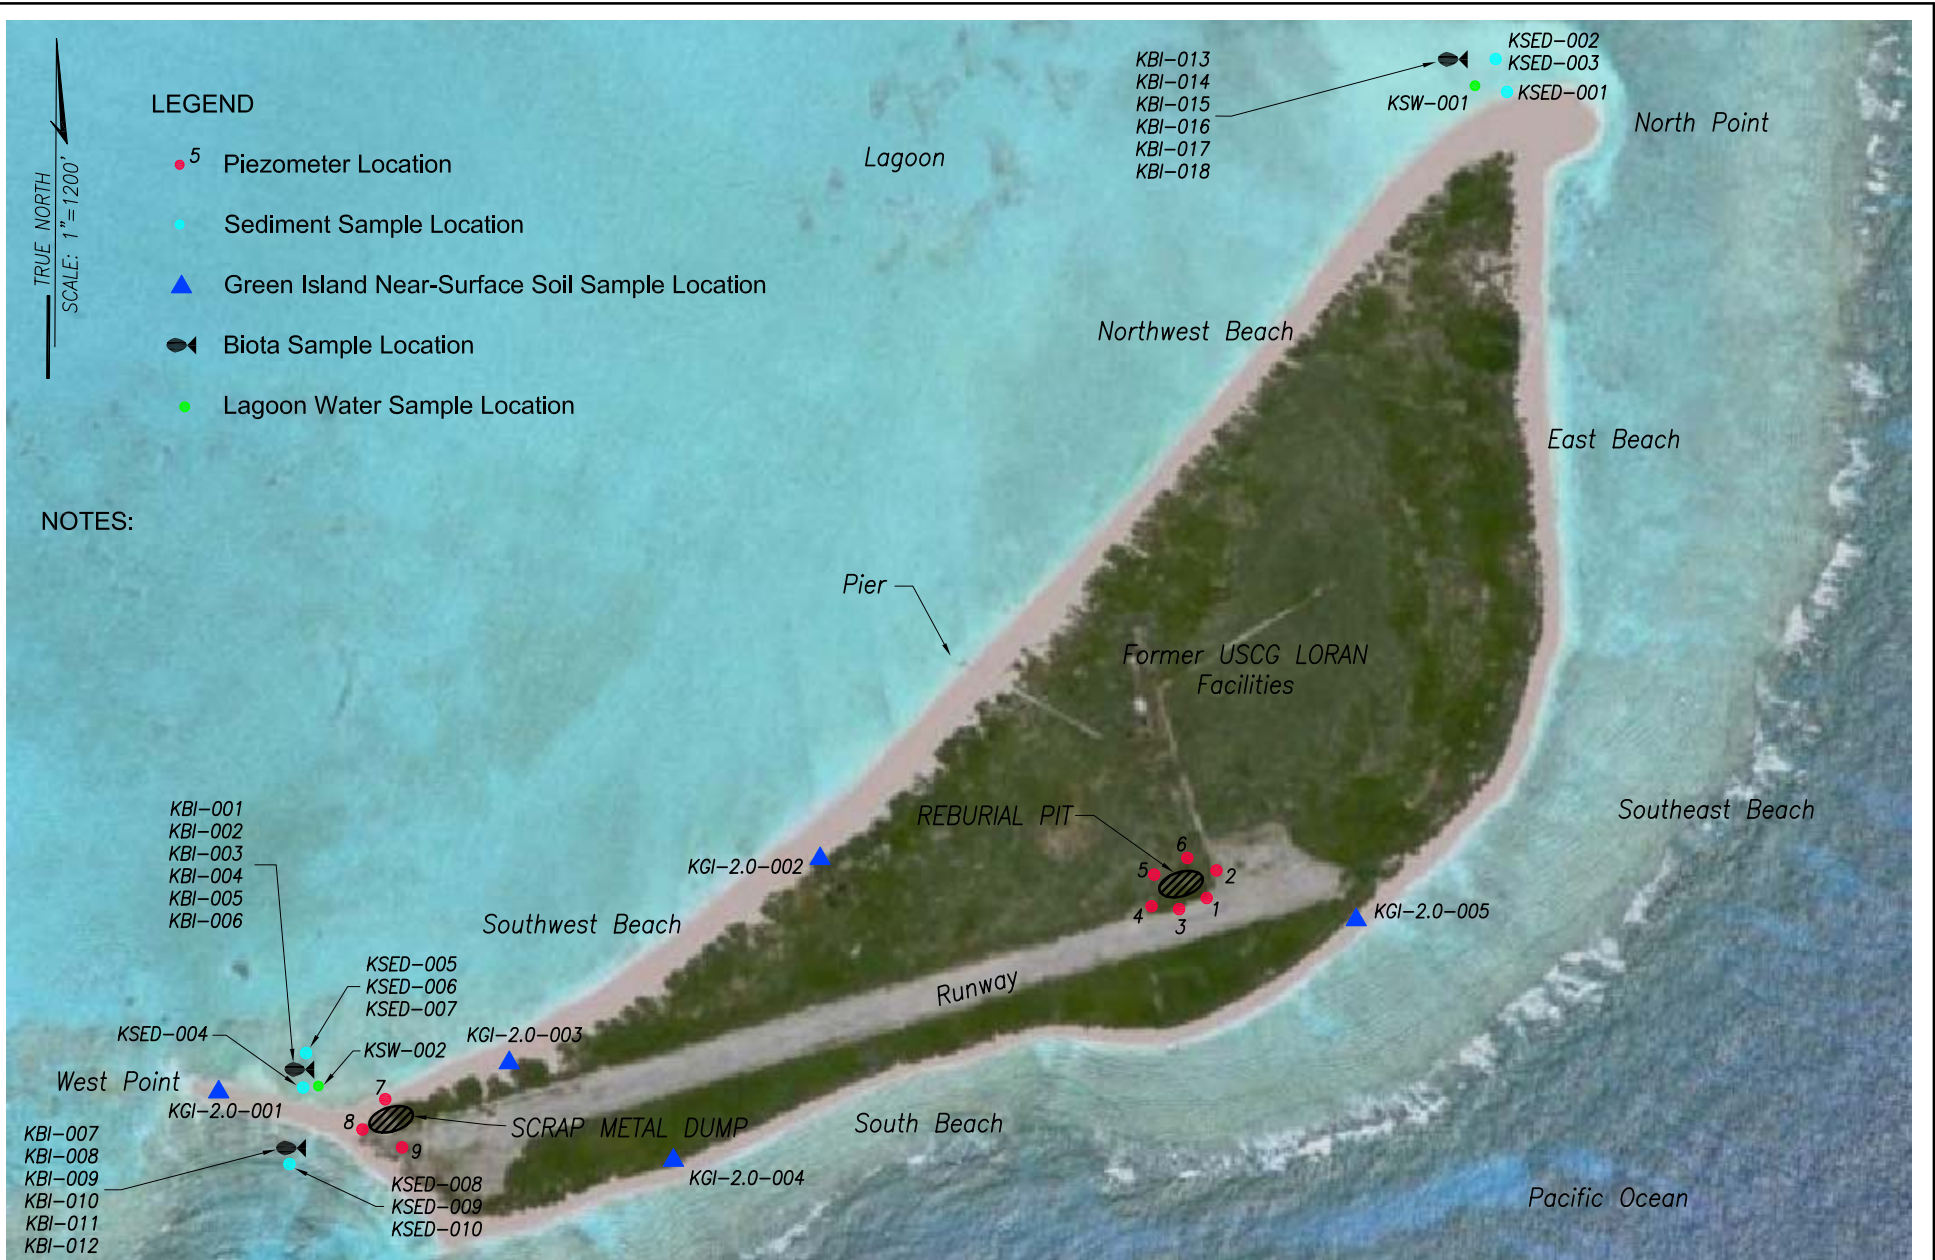 TRUE NORTH
SCALE: 1"=1200'
LEGEND
5
Piezometer Location
Sediment Sample Location
Green Island Near-Surface Soil Sample Location
Biota Sample Location
Lagoon Water Sample Location
NOTES:
Lagoon
KBI-013
KBI-014
KBI-015
KBI-016
KBI-017
KBI-018
KSED-002
KSED-003
KSW-001
KSED-001
North Point
Northwest Beach
East Beach
Pier
Former USCG LORAN
Facilities
REBURIAL PIT
Southeast Beach
6
5
2
4
3
1
KGI-2.0-002
KGI-2.0-005
Southwest Beach
Runway
KBI-001
KBI-002
KBI-003
KBI-004
KBI-005
KBI-006
KSED-005
KSED-006
KSED-007
KSED-004
KSW-002
KGI-2.0-003
West Point
KGI-2.0-001
7
8
9
SCRAP METAL DUMP
South Beach
KBI-007
KBI-008
KBI-009
KBI-010
KBI-011
KBI-012
KSED-008
KSED-009
KSED-010
KGI-2.0-004
Pacific Ocean